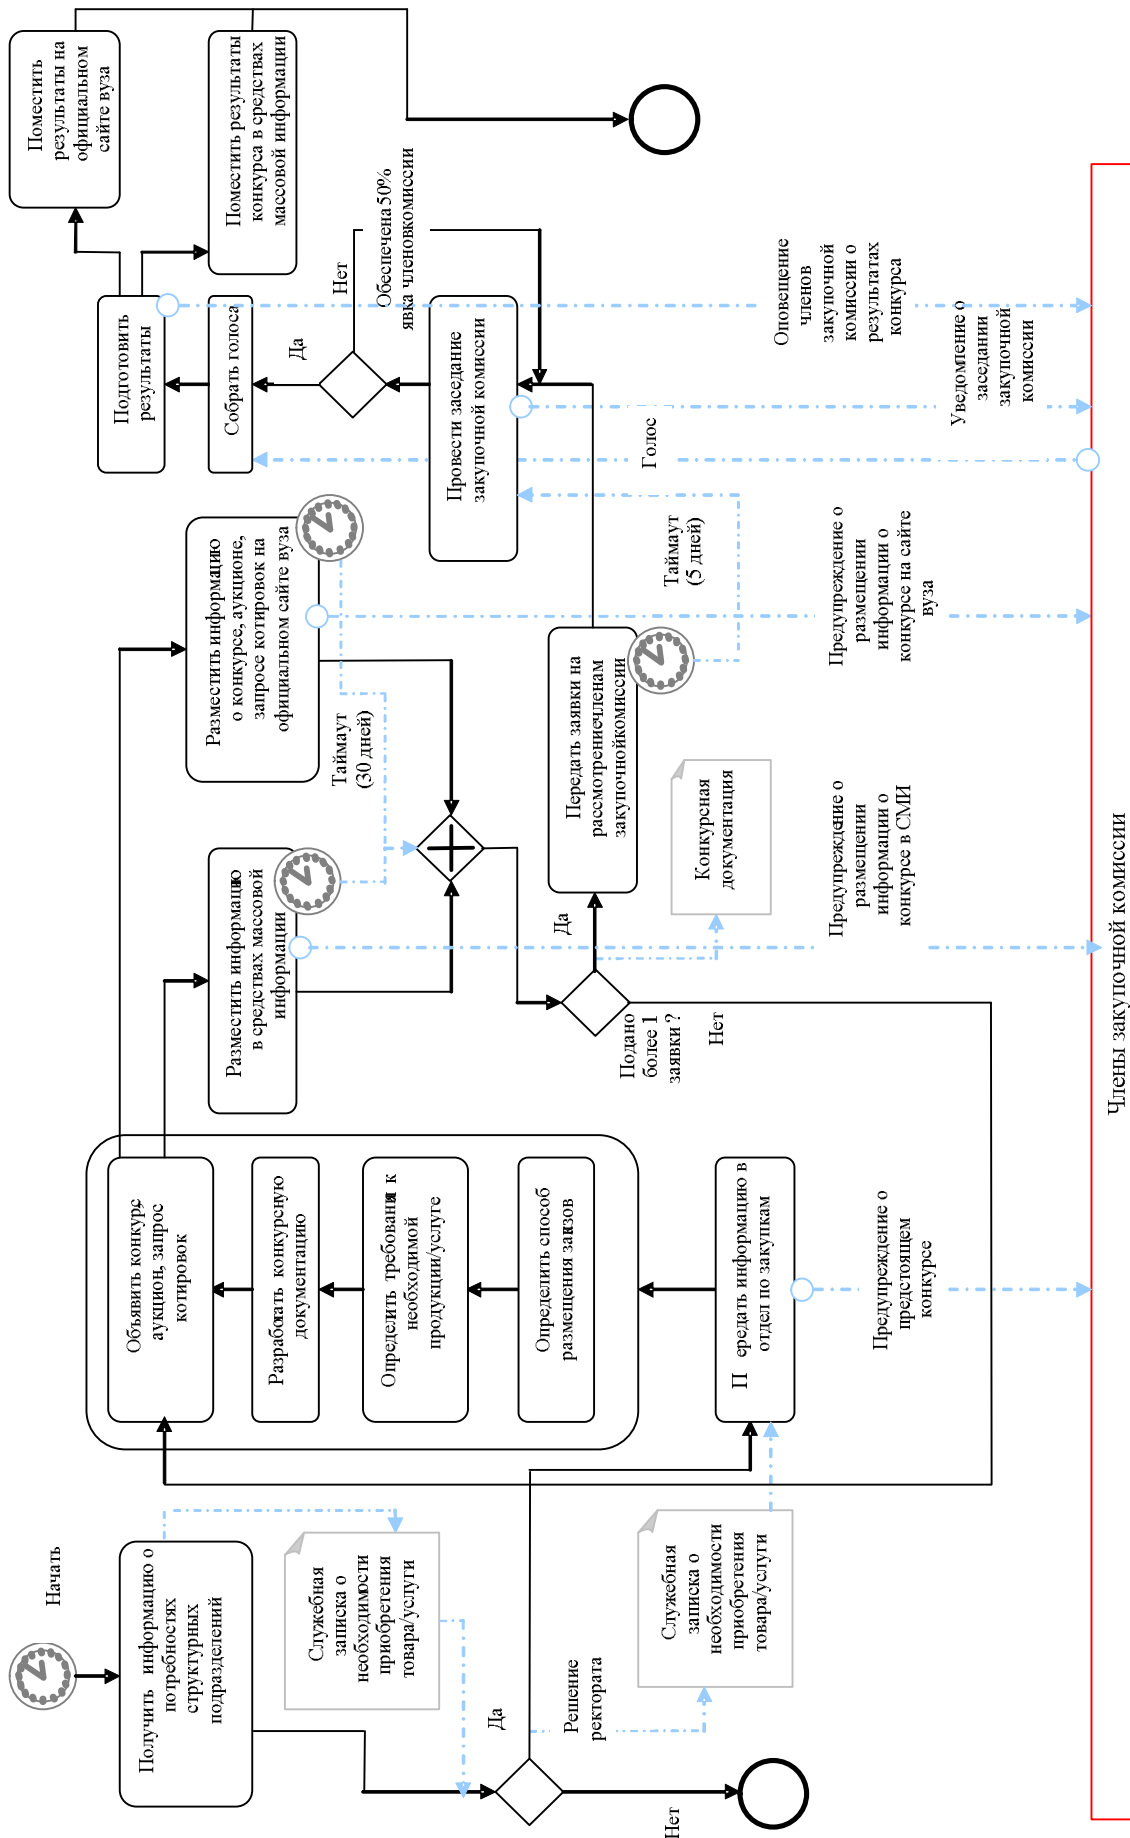 Начать
Получить информацию о
потребностях
структурных
подразделений
Служебная
записка о
необходимости
приобретения
товара/услуги
Да
Решение
ректората
Нет
Служебная
записка о
необходимости
приобретения
товара/услуги
Передать информацию в
отдел по закупкам
Определить способ
размещения заказов
Определить требования к
необходимой
продукции/услуге
Разработать конкурсную
документацию
Объявить конкурс,
аукцион, запрос
котировок
Предупреждение о
предстоящем
конкурсе
Разместить информацию
в средствах массовой
информации
Разместить информацию
о конкурсе, аукционе,
запросе котировок на
официальном сайте вуза
Таймаут
(30 дней)
Подано
более 1
заявки ?
Нет
Да
Конкурсная
документация
Передать заявки на
рассмотрение членам
закупочной комиссии
Таймаут
(5 дней)
Предупреждение о
размещении
информации о
конкурсе в СМИ
Предупреждение о
размещении
информации о
конкурсе на сайте
вуза
Провести заседание
закупочной комиссии
Голос
Уведомление о
заседании
закупочной
комиссии
Обеспечена 50%
явка членов комиссии
Нет
Да
Собрать голоса
Подготовить
результаты
Оповещение
членов
закупочной
комиссии о
результатах
конкурса
Поместить
результаты на
официальном
сайте вуза
Поместить результаты
конкурса в средствах
массовой информации
Члены закупочной комиссии